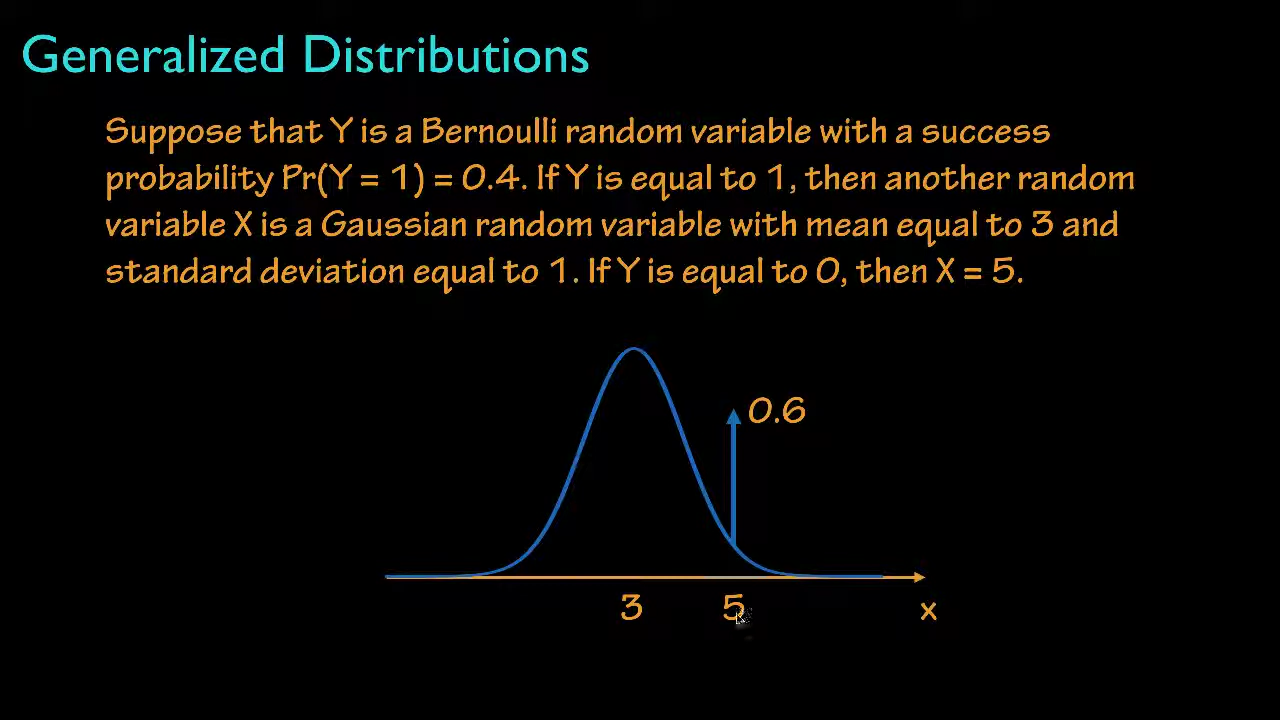 Generalized Distributions
Suppose that Y is a Bernoulli random variable with a success
probability Pr(Y = 1) = 0.4. If Y is equal to 1, then another random
variable X is a Gaussian random variable with mean equal to 3 and
standard deviation equal to 1. If Y is equal to 0, then X = 5.
0.6
3 5 x